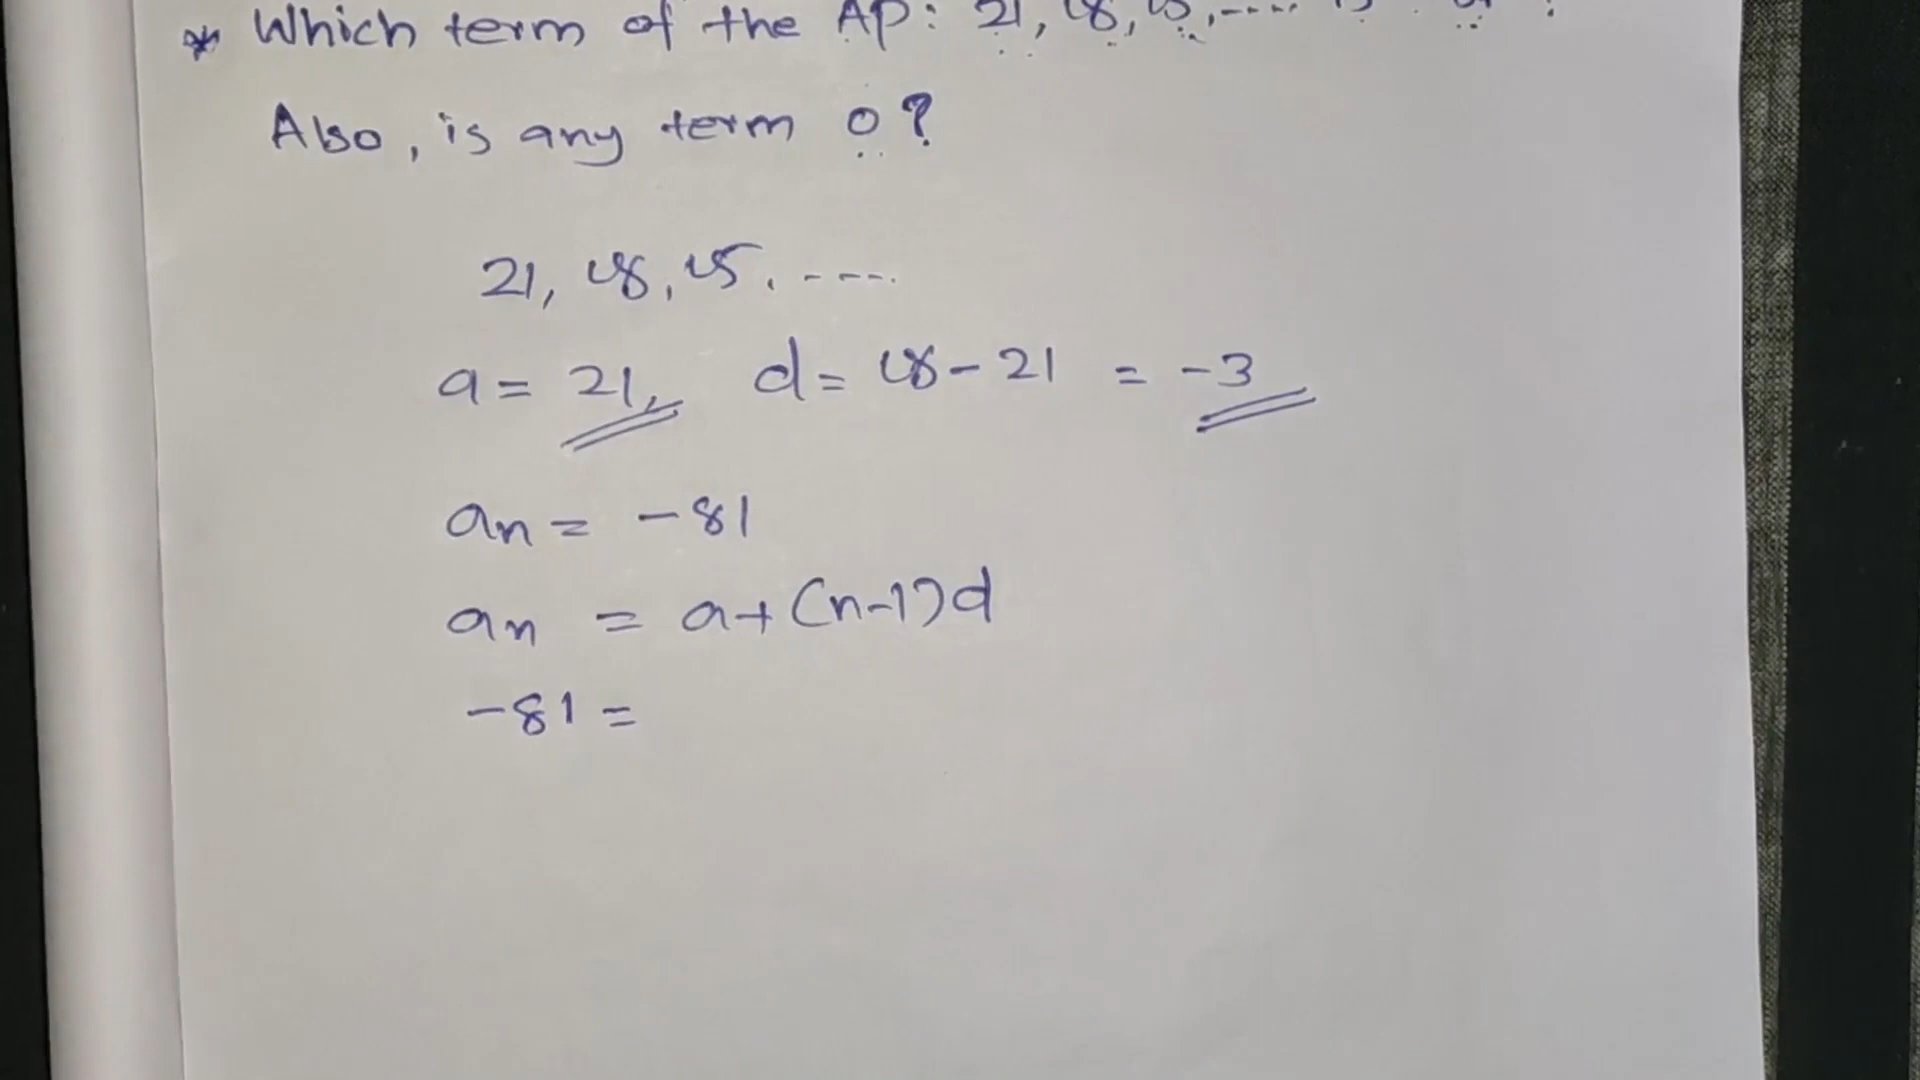 * Which term of the AP: 21, 18, 15, ....
Also, is any term 0?
21, 18, 15, ----.
a = 21, d = 18 - 21 = -3
an = -81
an = a + (n-1)d
-81 =